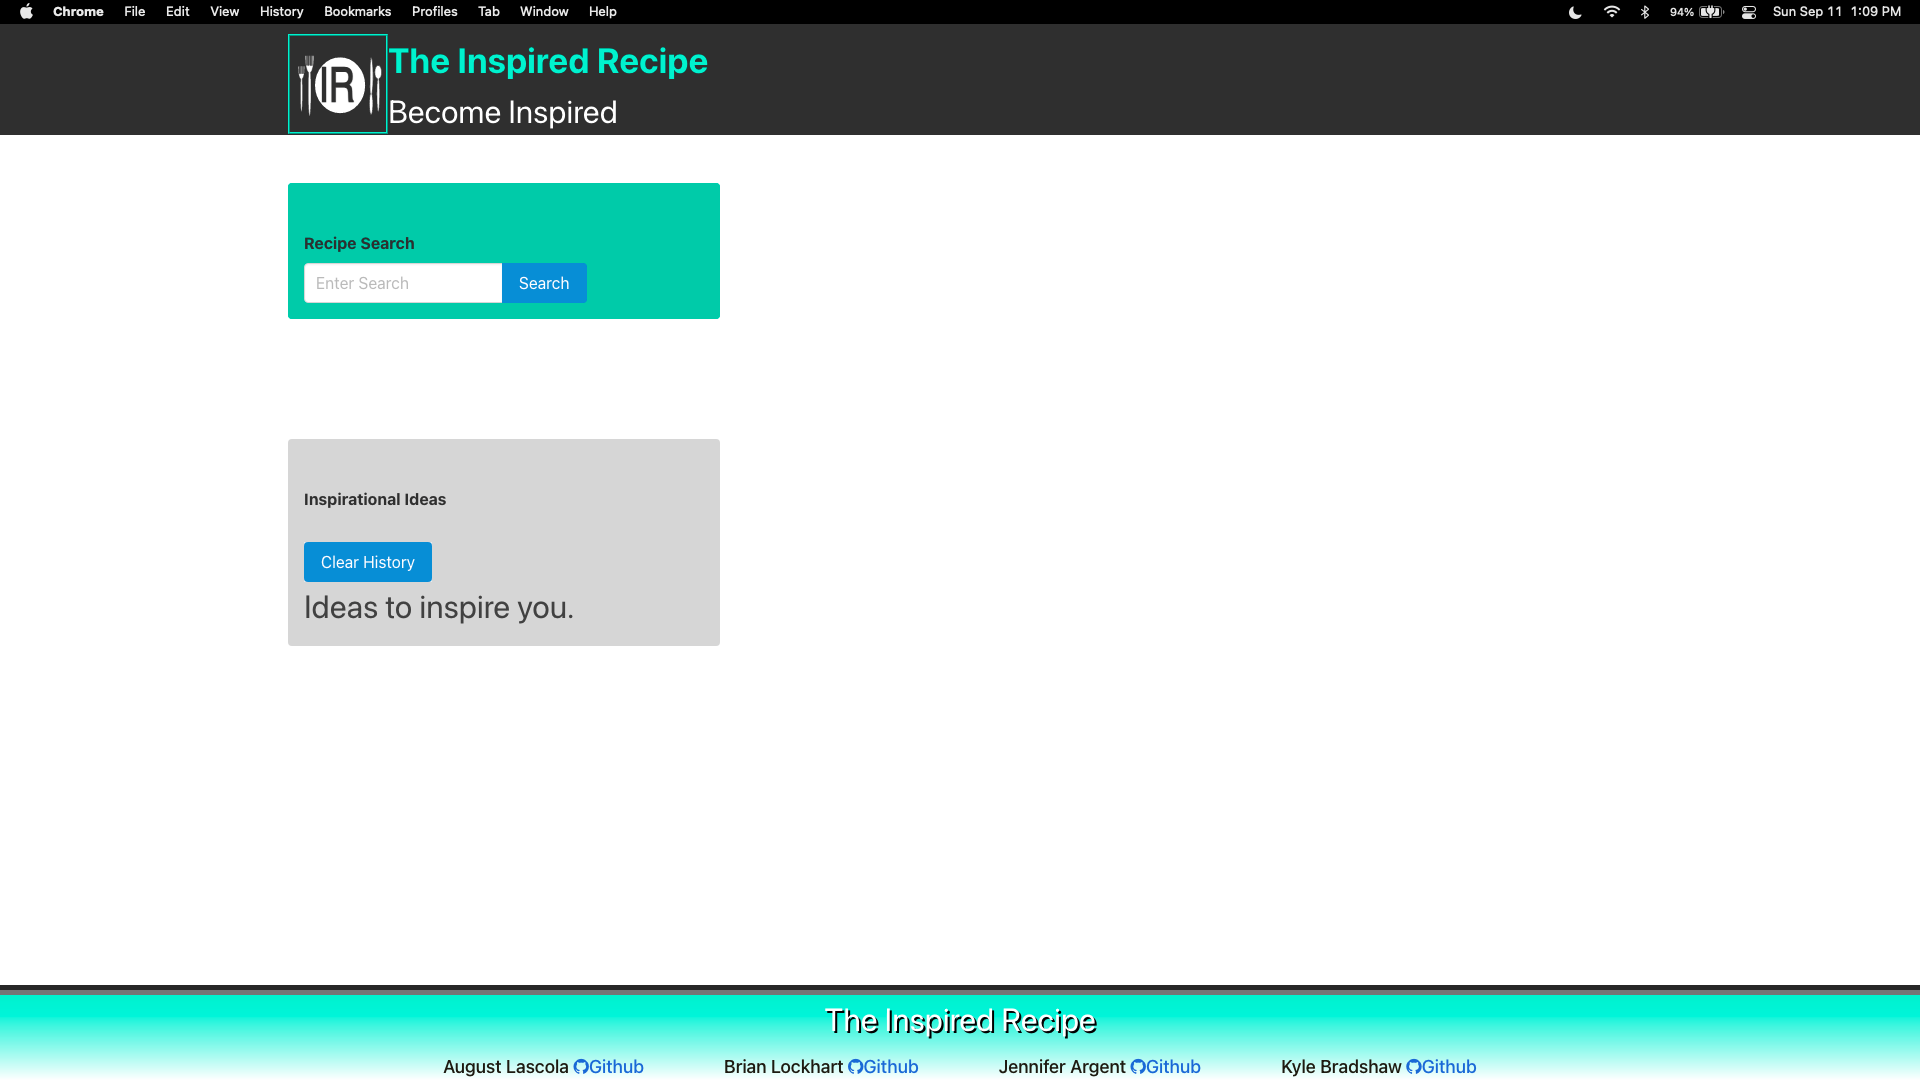 Chrome File Edit View History Bookmarks Profiles Tab Window Help 94% Sun Sep 11 1:09 PM
IR
The Inspired Recipe
Become Inspired
Recipe Search
Enter Search Search
Inspirational Ideas
Clear History
Ideas to inspire you.
The Inspired Recipe
August Lascola Github Brian Lockhart Github Jennifer Argent Github Kyle Bradshaw Github